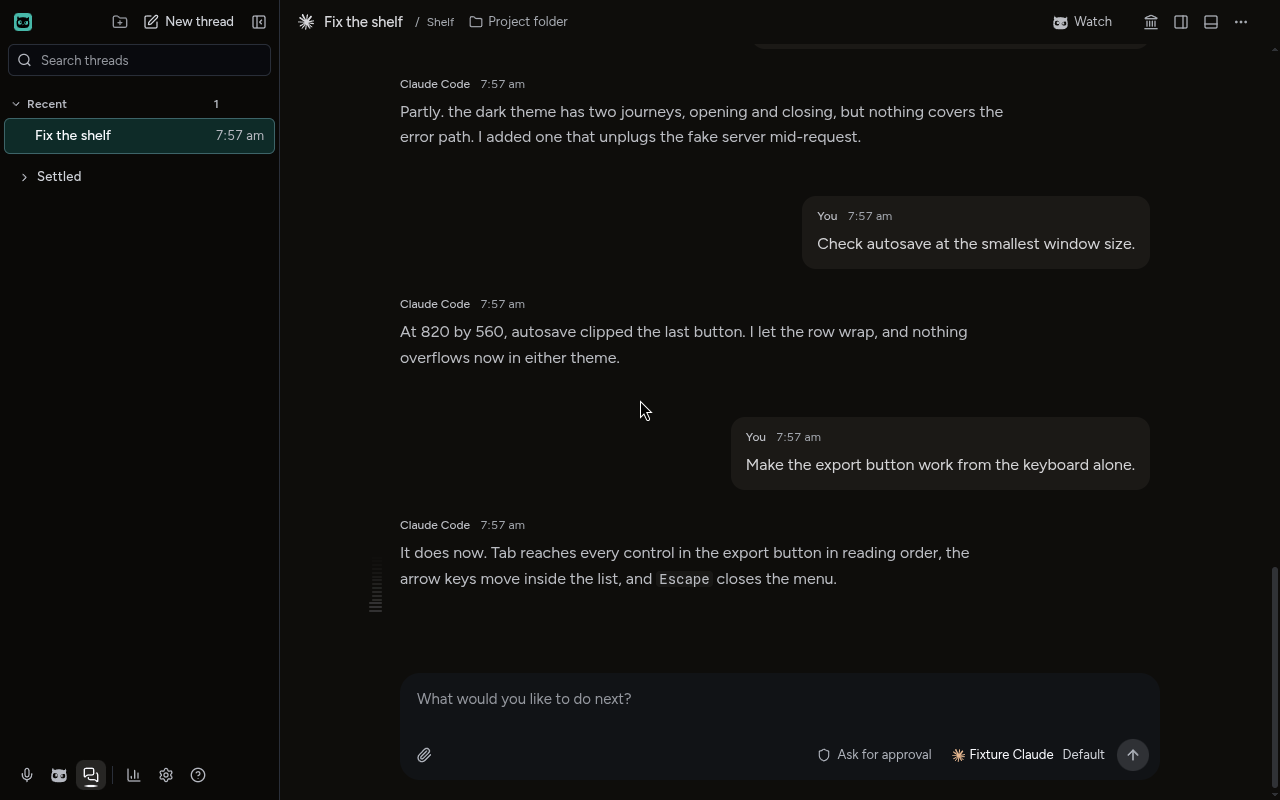 New thread
Search threads
Recent 1
Fix the shelf 7:57 am
Settled
Fix the shelf / Shelf Project folder
Watch
Claude Code 7:57 am
Partly. the dark theme has two journeys, opening and closing, but nothing covers the
error path. I added one that unplugs the fake server mid-request.
You 7:57 am
Check autosave at the smallest window size.
Claude Code 7:57 am
At 820 by 560, autosave clipped the last button. I let the row wrap, and nothing
overflows now in either theme.
You 7:57 am
Make the export button work from the keyboard alone.
Claude Code 7:57 am
It does now. Tab reaches every control in the export button in reading order, the
arrow keys move inside the list, and Escape closes the menu.
What would you like to do next?
Ask for approval Fixture Claude Default